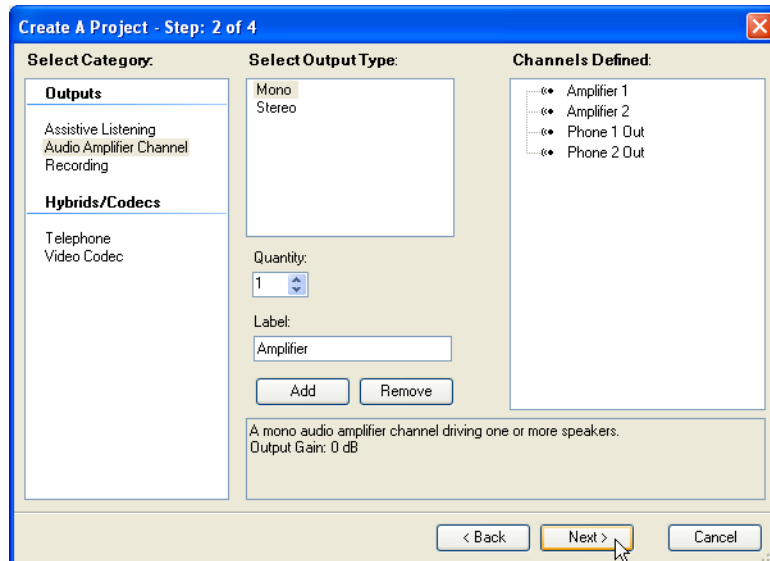 Create A Project - Step: 2 of 4
Select Category:
Outputs
Assistive Listening
Audio Amplifier Channel
Recording
Hybrids/Codecs
Telephone
Video Codec
Select Output Type:
Mono
Stereo
Quantity:
1
Label:
Amplifier
Add
Remove
Channels Defined:
Amplifier 1
Amplifier 2
Phone 1 Out
Phone 2 Out
A mono audio amplifier channel driving one or more speakers.
Output Gain: 0 dB
< Back
Next >
Cancel